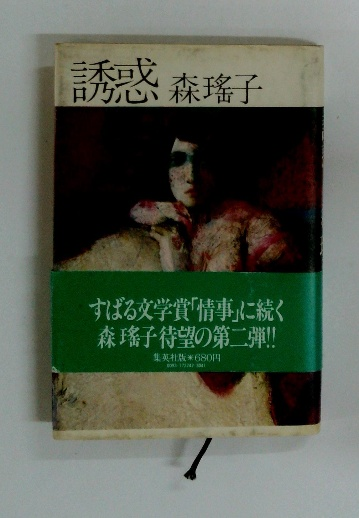 誘惑 森瑤子
すばる文学賞「情事」に続く
森瑤子待望の第二弾!!
集英社版＊680円